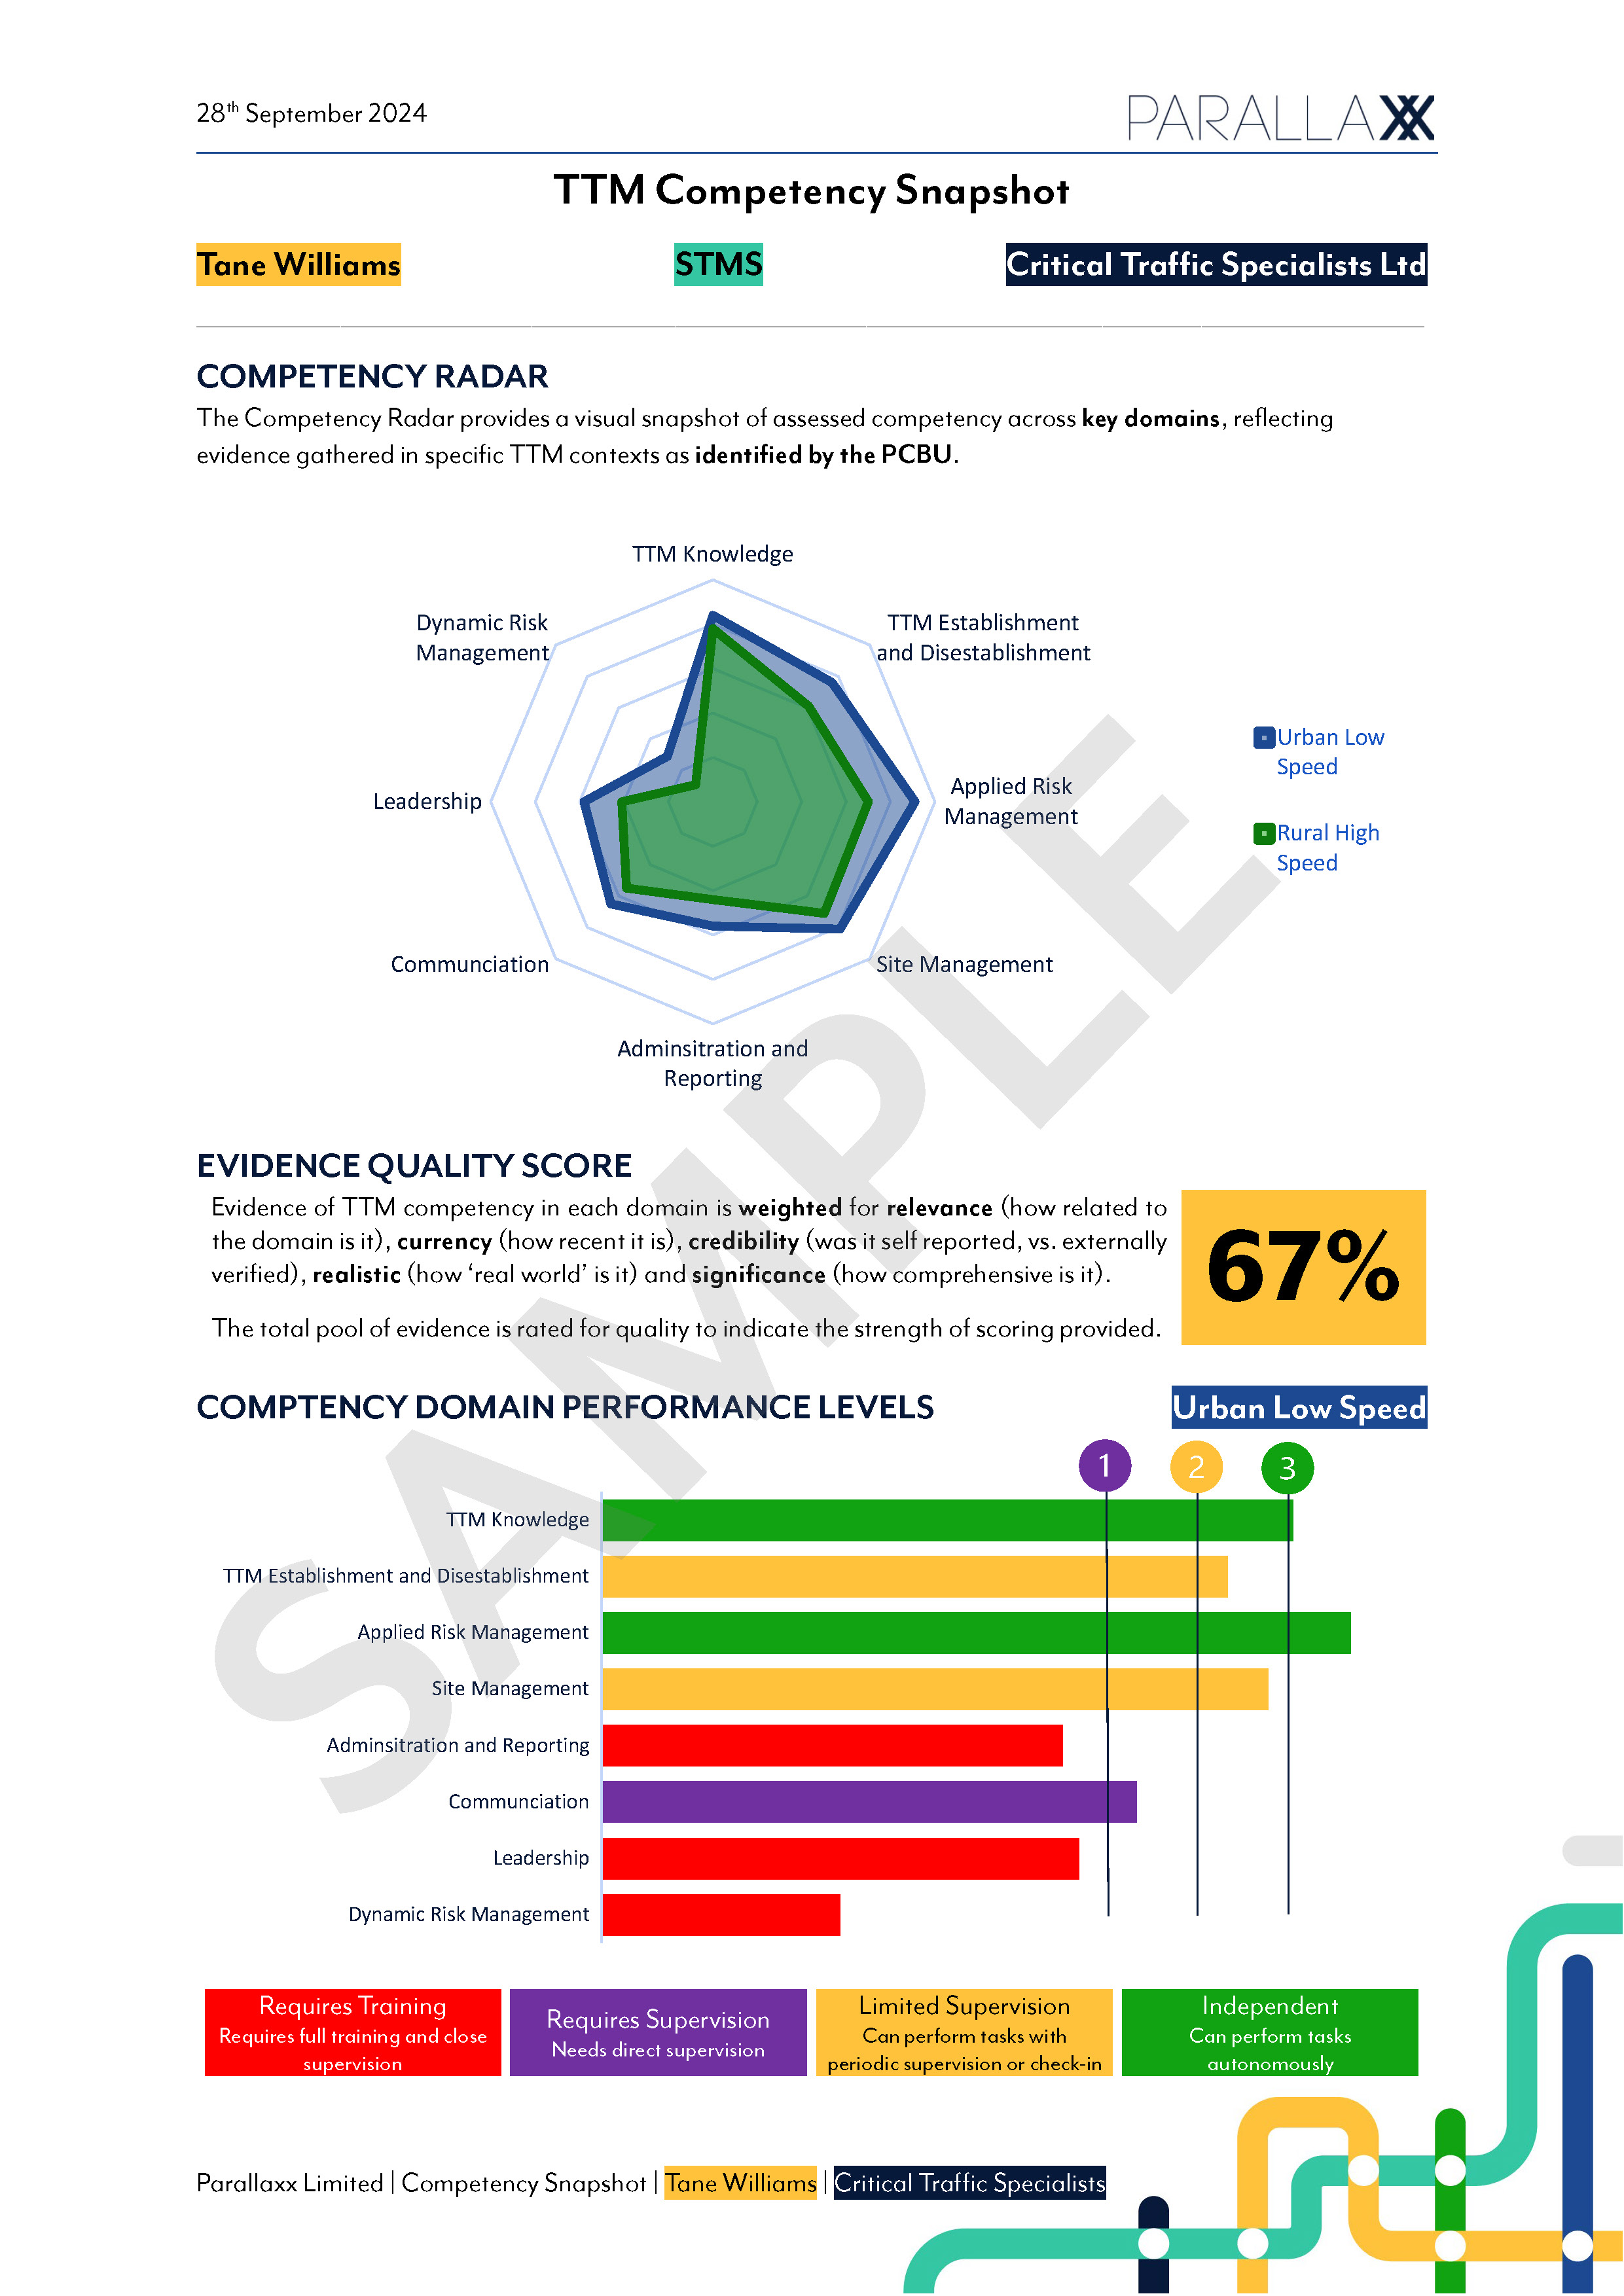 28th September 2024
PARALLAXX
TTM Competency Snapshot
Tane Williams
STMS
Critical Traffic Specialists Ltd
COMPETENCY RADAR
The Competency Radar provides a visual snapshot of assessed competency across key domains, reflecting
evidence gathered in specific TTM contexts as identified by the PCBU.
TTM Knowledge
Dynamic Risk
Management
TTM Establishment
and Disestablishment
Urban Low
Speed
Leadership
Applied Risk
Management
Rural High
Speed
Communciation
Site Management
Adminsitration and
Reporting
EVIDENCE QUALITY SCORE
Evidence of TTM competency in each domain is weighted for relevance (how related to
the domain is it), currency (how recent it is), credibility (was it self reported, vs. externally
verified), realistic (how ‘real world’ is it) and significance (how comprehensive is it).
The total pool of evidence is rated for quality to indicate the strength of scoring provided.
67%
COMPTENCY DOMAIN PERFORMANCE LEVELS
Urban Low Speed
1
2
3
TTM Knowledge
TTM Establishment and Disestablishment
Applied Risk Management
Site Management
Adminsitration and Reporting
Communciation
Leadership
Dynamic Risk Management
Requires Training
Requires full training and close
supervision
Requires Supervision
Needs direct supervision
Limited Supervision
Can perform tasks with
periodic supervision or check-in
Independent
Can perform tasks
autonomously
Parallaxx Limited | Competency Snapshot | Tane Williams | Critical Traffic Specialists
SAMPLE